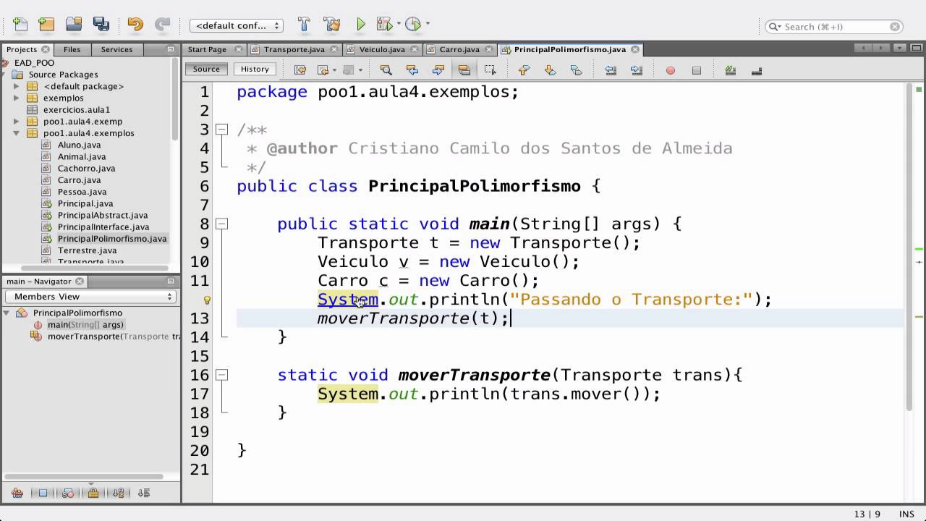 <default conf...
Search (⌘+I)
Projects Files Services
Start Page Transporte.java Veiculo.java Carro.java PrincipalPolimorfismo.java
Source History
EAD_POO
Source Packages
<default package>
exemplos
exercicios.aula1
poo1.aula4.exemp
poo1.aula4.exemplos
Aluno.java
Animal.java
Cachorro.java
Carro.java
Pessoa.java
Principal.java
PrincipalAbstract.java
PrincipalInterface.java
PrincipalPolimorfismo.java
Terrestre.java
Transporte.java
main – Navigator
Members View
PrincipalPolimorfismo
main(String[] args)
moverTransporte(Transporte tra
1 package poo1.aula4.exemplos;
2
3 /**
4 * @author Cristiano Camilo dos Santos de Almeida
5 */
6 public class PrincipalPolimorfismo {
7
8 public static void main(String[] args) {
9 Transporte t = new Transporte();
10 Veiculo v = new Veiculo();
11 Carro c = new Carro();
System.out.println("Passando o Transporte:");
13 moverTransporte(t);
14 }
15
16 static void moverTransporte(Transporte trans){
17 System.out.println(trans.mover());
18 }
19
20 }
21
13 | 9 INS